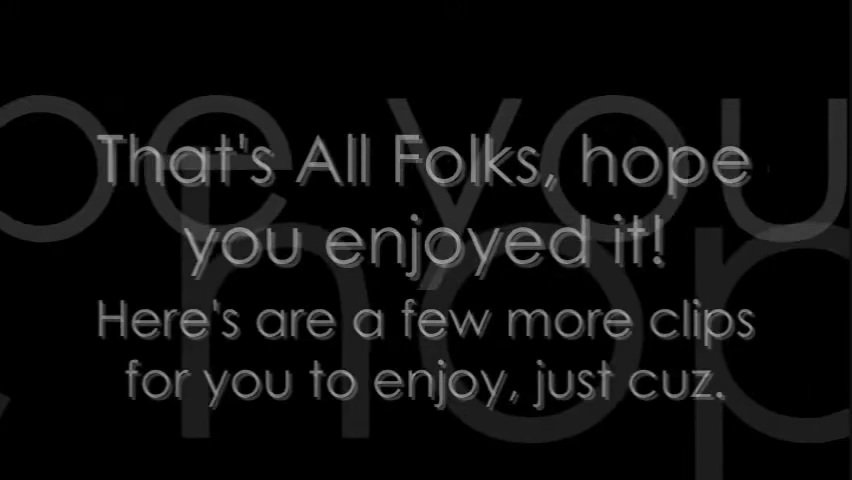 That's All Folks, hope
you enjoyed it!
Here's are a few more clips
for you to enjoy, just cuz.